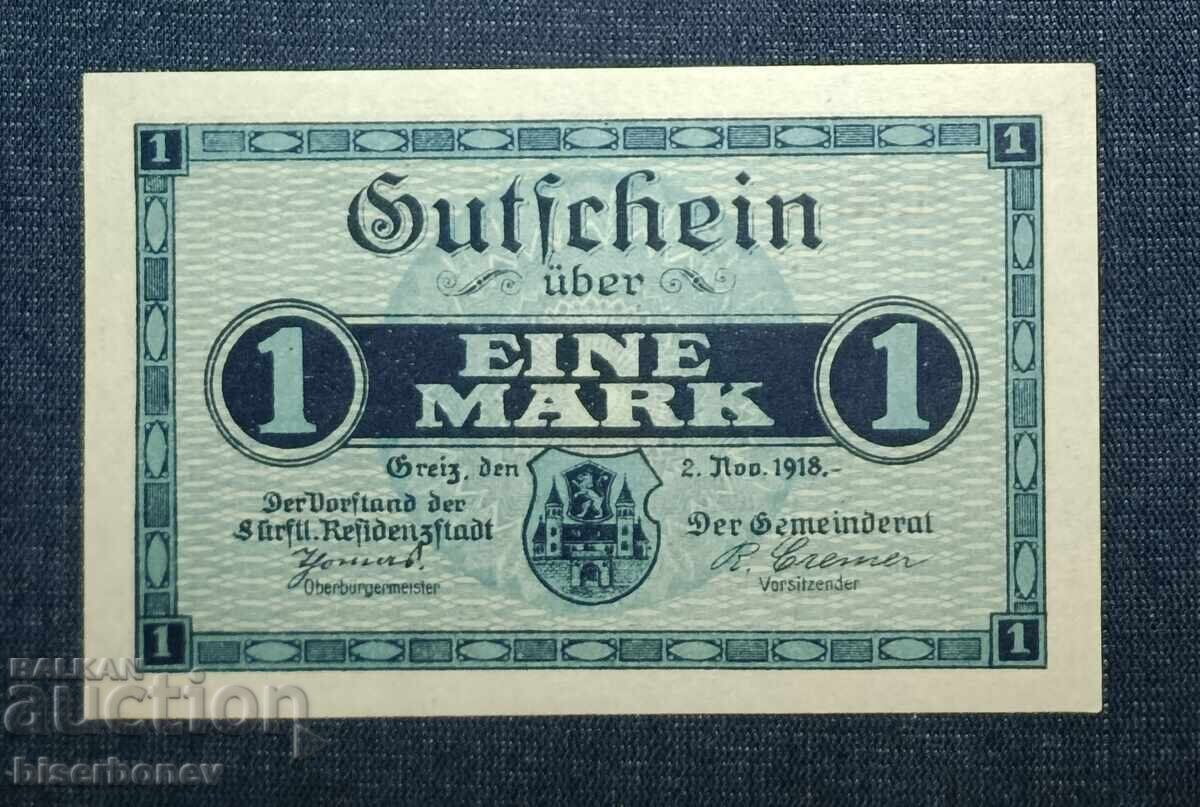 1 1
Gutschein
über
1 EINE 1
MARK
Greiz, den 2. Nov. 1918.-
Der Vorstand der
Fürstl. Residenzstadt
Oberbürgermeister
Der Gemeinderat
R. Cremer
Vorsitzender
1 1
BALKAN
auction
biserbonev